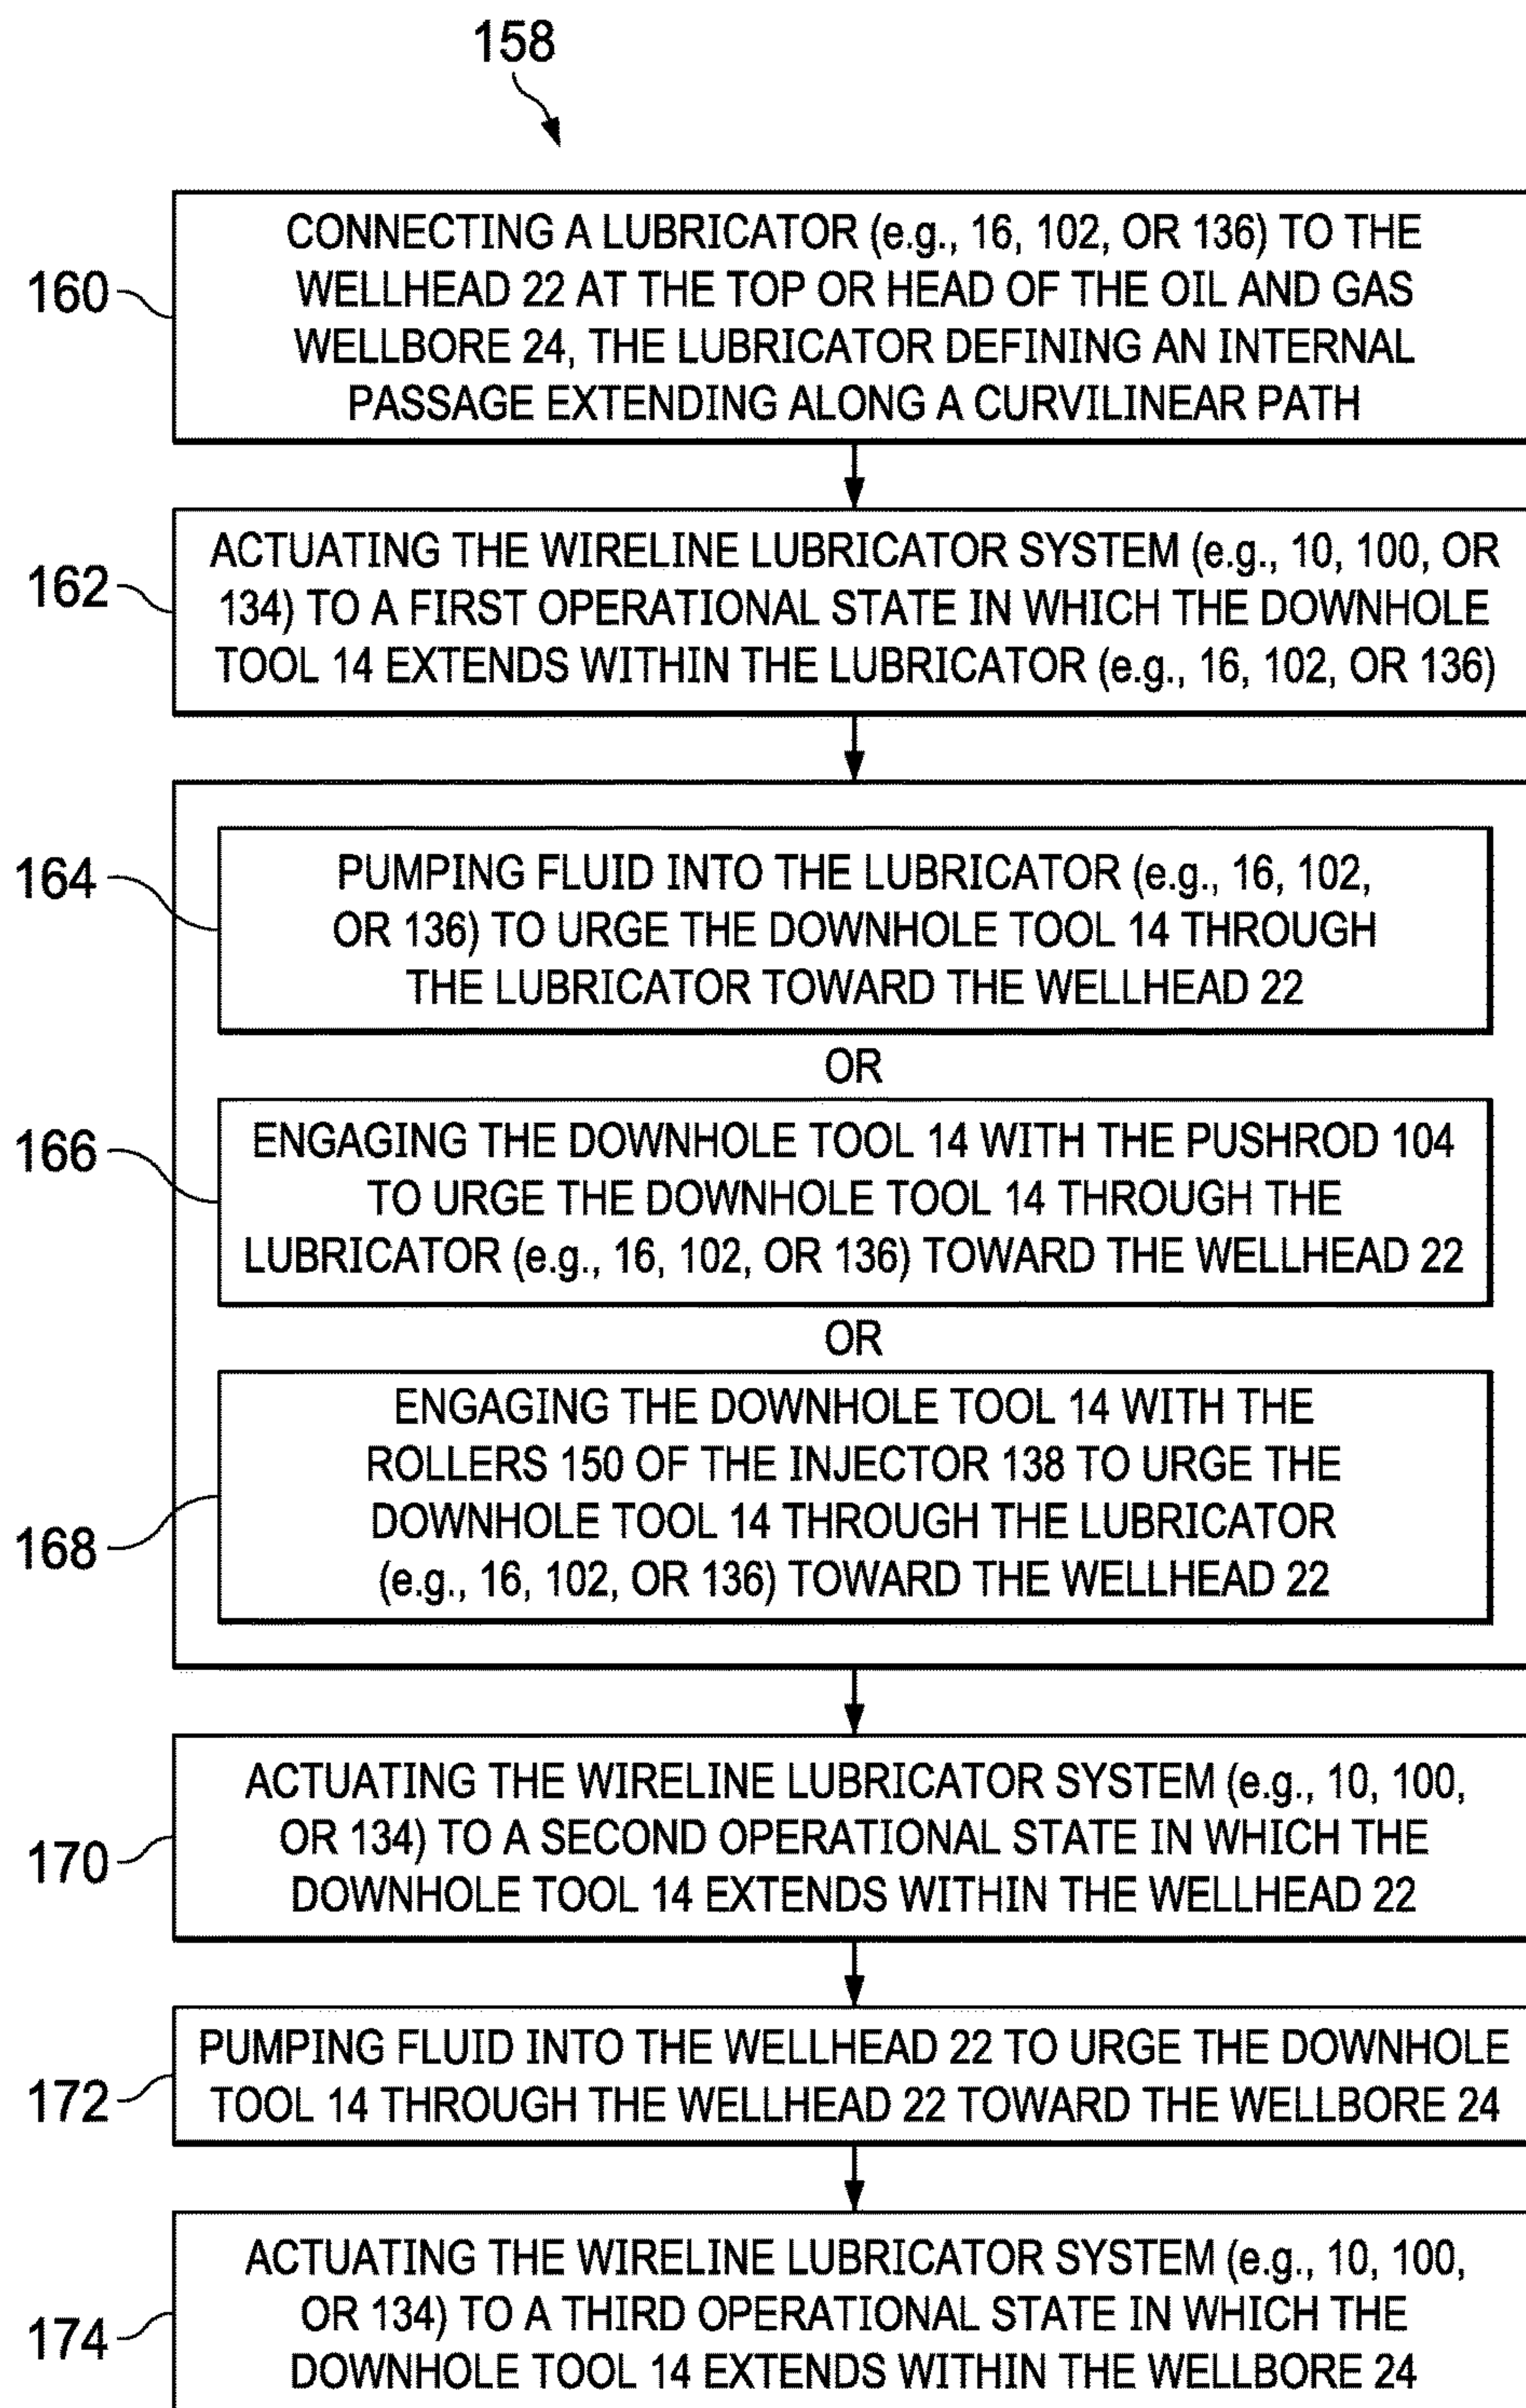 158
160
CONNECTING A LUBRICATOR (e.g., 16, 102, OR 136) TO THE
WELLHEAD 22 AT THE TOP OR HEAD OF THE OIL AND GAS
WELLBORE 24, THE LUBRICATOR DEFINING AN INTERNAL
PASSAGE EXTENDING ALONG A CURVILINEAR PATH
162
ACTUATING THE WIRELINE LUBRICATOR SYSTEM (e.g., 10, 100, OR
134) TO A FIRST OPERATIONAL STATE IN WHICH THE DOWNHOLE
TOOL 14 EXTENDS WITHIN THE LUBRICATOR (e.g., 16, 102, OR 136)
164
PUMPING FLUID INTO THE LUBRICATOR (e.g., 16, 102,
OR 136) TO URGE THE DOWNHOLE TOOL 14 THROUGH
THE LUBRICATOR TOWARD THE WELLHEAD 22
OR
166
ENGAGING THE DOWNHOLE TOOL 14 WITH THE PUSHROD 104
TO URGE THE DOWNHOLE TOOL 14 THROUGH THE
LUBRICATOR (e.g., 16, 102, OR 136) TOWARD THE WELLHEAD 22
OR
168
ENGAGING THE DOWNHOLE TOOL 14 WITH THE
ROLLERS 150 OF THE INJECTOR 138 TO URGE THE
DOWNHOLE TOOL 14 THROUGH THE LUBRICATOR
(e.g., 16, 102, OR 136) TOWARD THE WELLHEAD 22
170
ACTUATING THE WIRELINE LUBRICATOR SYSTEM (e.g., 10, 100,
OR 134) TO A SECOND OPERATIONAL STATE IN WHICH THE
DOWNHOLE TOOL 14 EXTENDS WITHIN THE WELLHEAD 22
172
PUMPING FLUID INTO THE WELLHEAD 22 TO URGE THE DOWNHOLE
TOOL 14 THROUGH THE WELLHEAD 22 TOWARD THE WELLBORE 24
174
ACTUATING THE WIRELINE LUBRICATOR SYSTEM (e.g., 10, 100,
OR 134) TO A THIRD OPERATIONAL STATE IN WHICH THE
DOWNHOLE TOOL 14 EXTENDS WITHIN THE WELLBORE 24